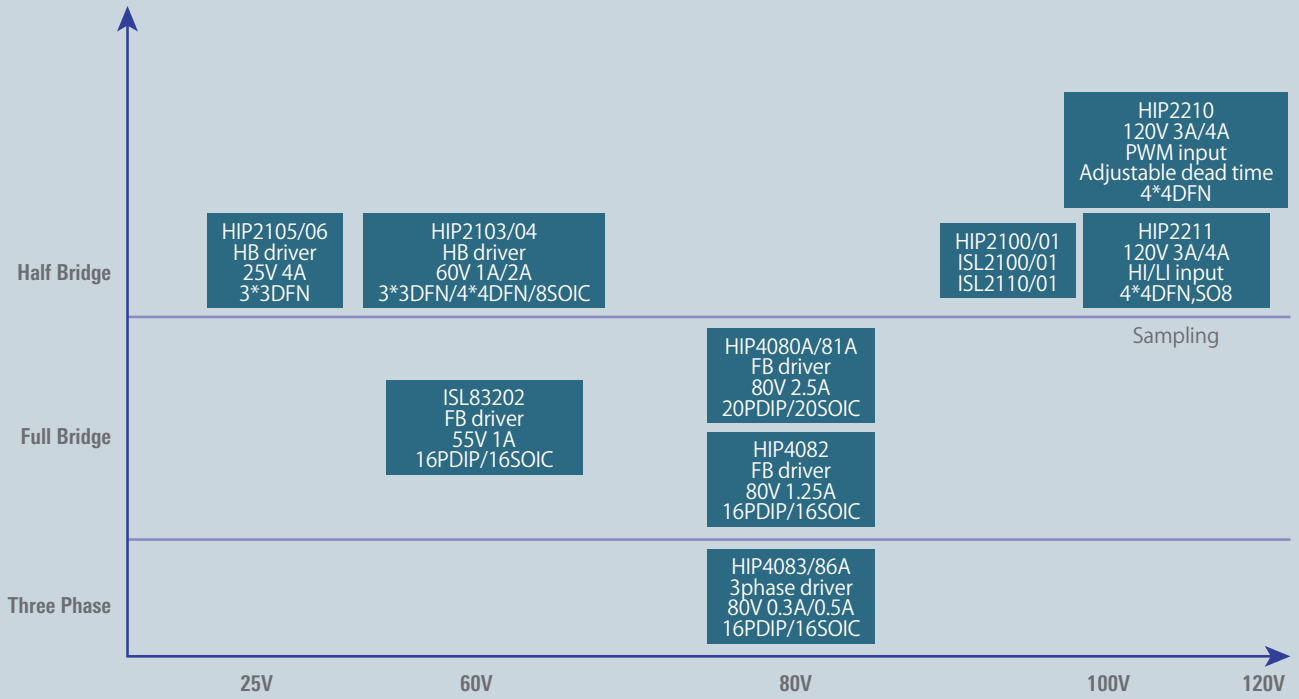 HIP2210
120V 3A/4A
PWM input
Adjustable dead time
4*4DFN
Half Bridge
HIP2105/06
HB driver
25V 4A
3*3DFN
HIP2103/04
HB driver
60V 1A/2A
3*3DFN/4*4DFN/8SOIC
HIP2100/01
ISL2100/01
ISL2110/01
HIP2211
120V 3A/4A
HI/LI input
4*4DFN,SO8
Sampling
Full Bridge
ISL83202
FB driver
55V 1A
16PDIP/16SOIC
HIP4080A/81A
FB driver
80V 2.5A
20PDIP/20SOIC
HIP4082
FB driver
80V 1.25A
16PDIP/16SOIC
Three Phase
HIP4083/86A
3phase driver
80V 0.3A/0.5A
16PDIP/16SOIC
25V
60V
80V
100V
120V